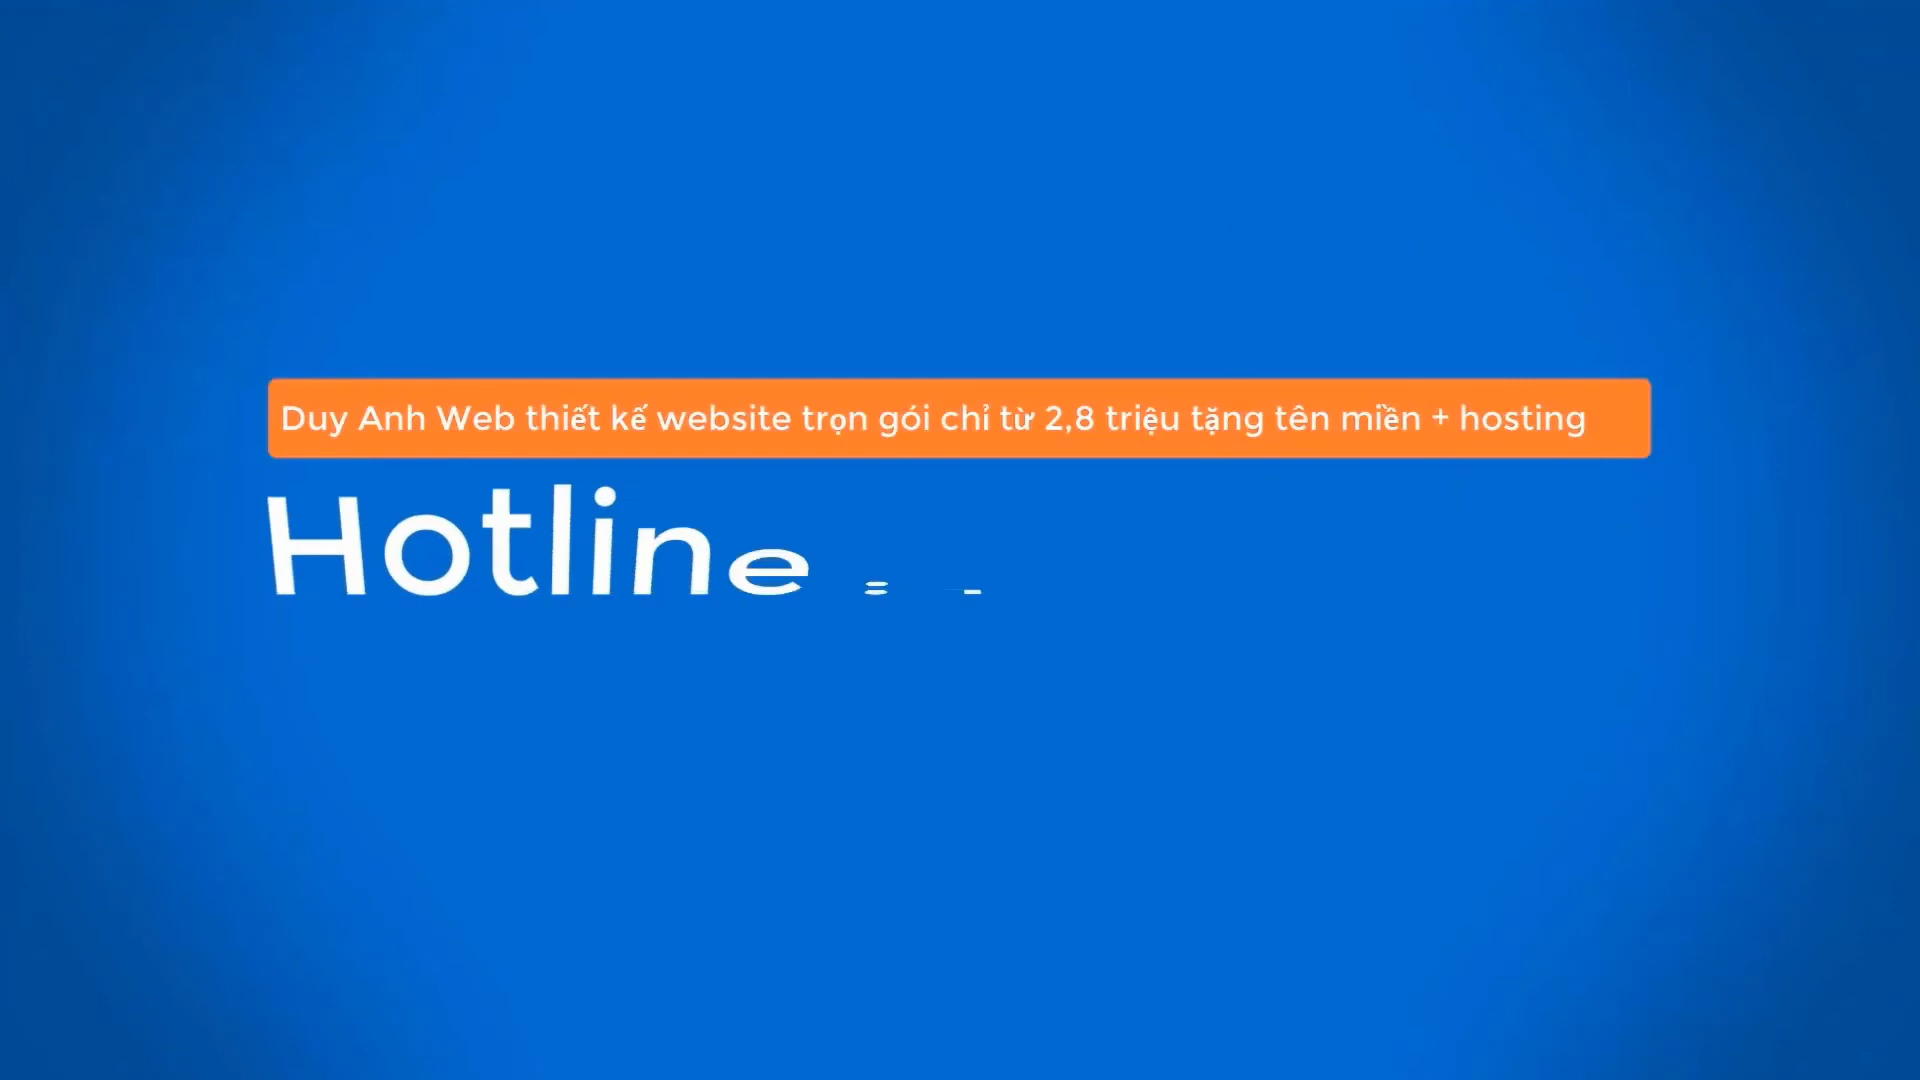 Duy Anh Web thiết kế website trọn gói chỉ từ 2,8 triệu tặng tên miền + hosting
Hotline :